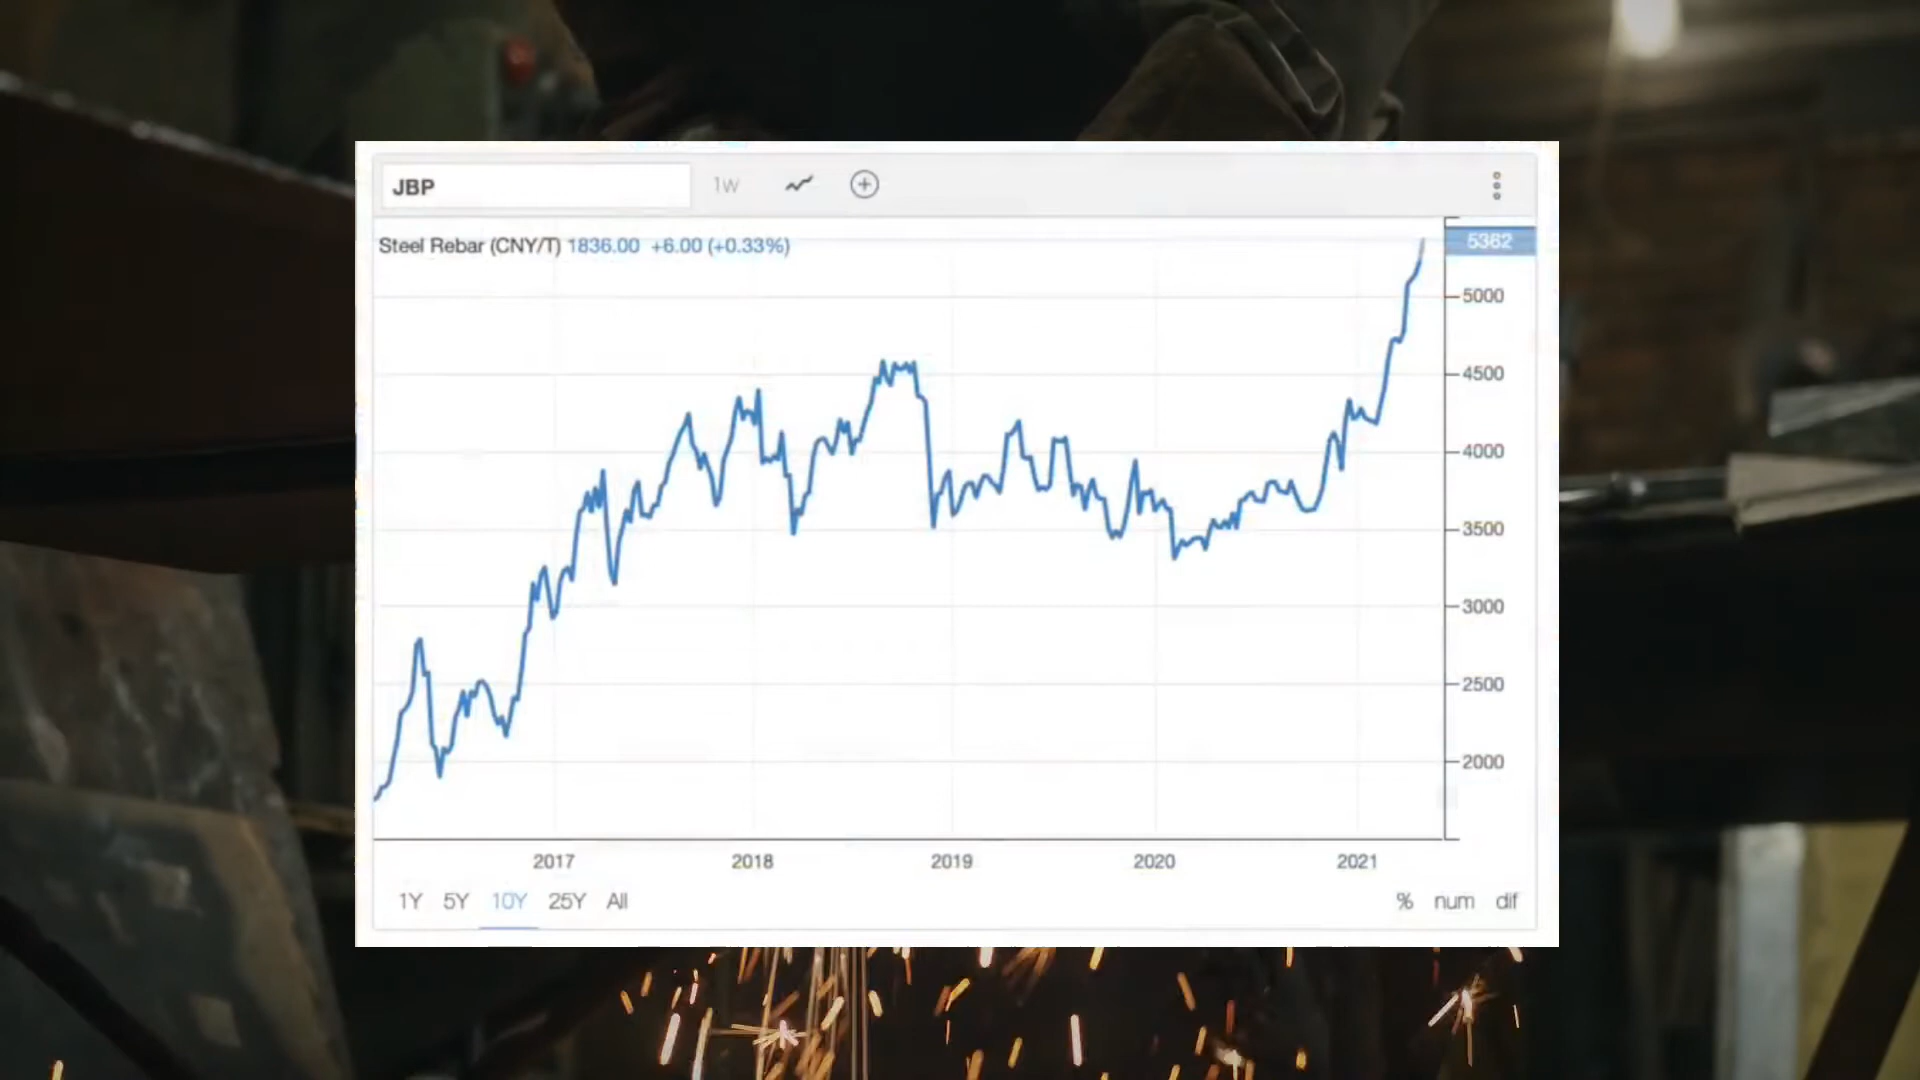 JBP 1W
Steel Rebar (CNY/T) 1836.00 +6.00 (+0.33%)
5362
5000
4500
4000
3500
3000
2500
2000
2017 2018 2019 2020 2021
1Y 5Y 10Y 25Y All % num dif